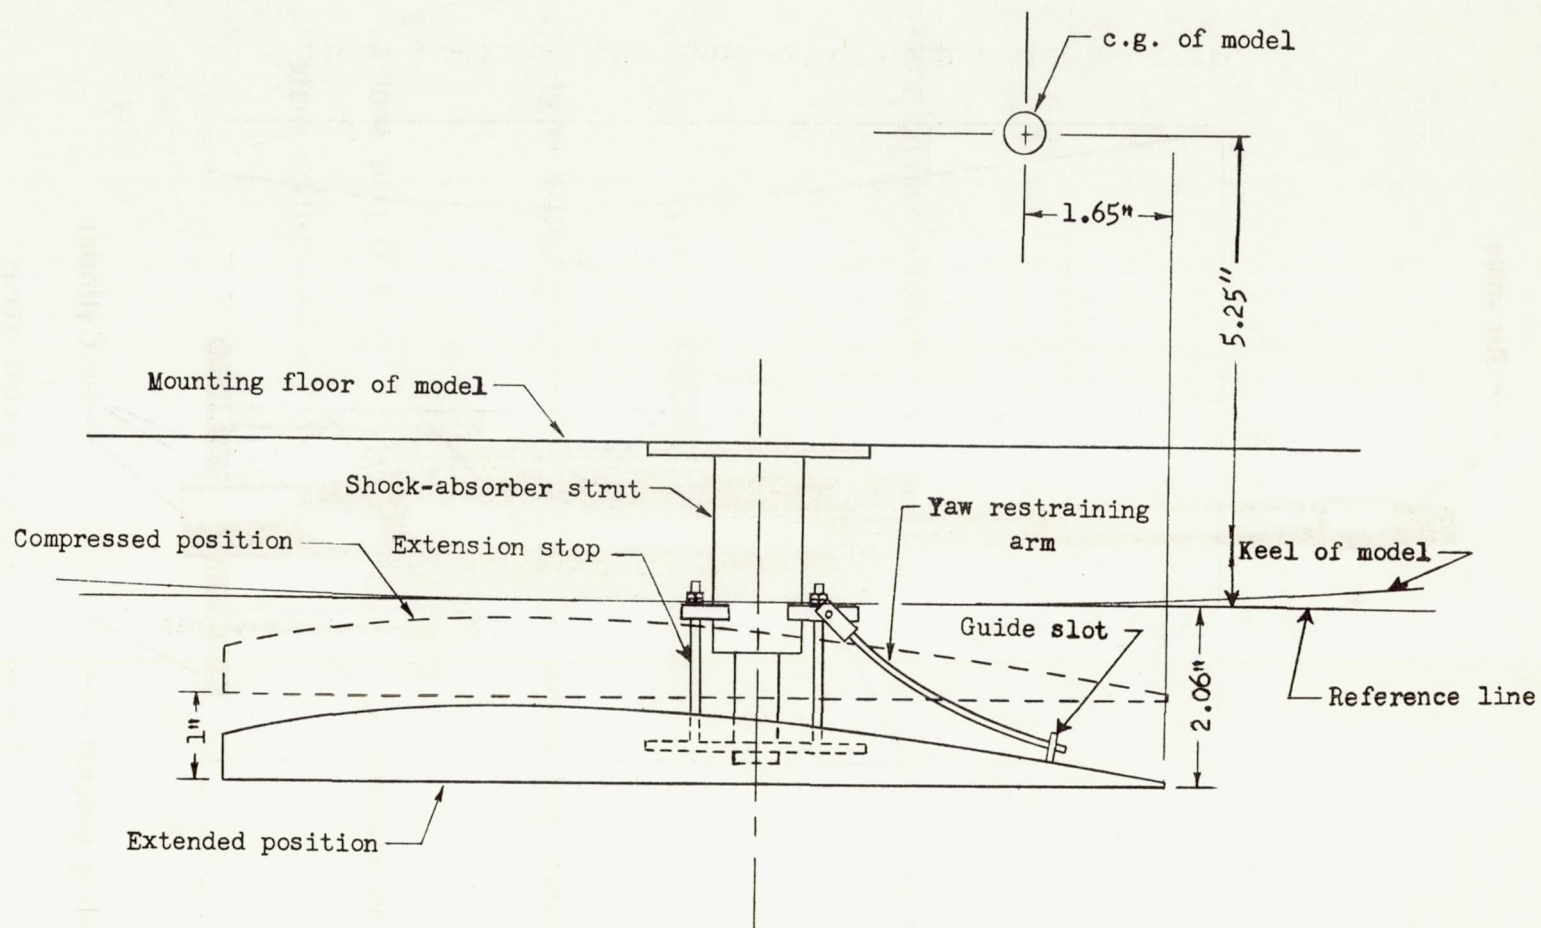 c.g. of model
1.65"
5.25"
Mounting floor of model
Shock-absorber strut
Yaw restraining
arm
Compressed position
Extension stop
Keel of model
Guide slot
Reference line
1"
2.06"
Extended position